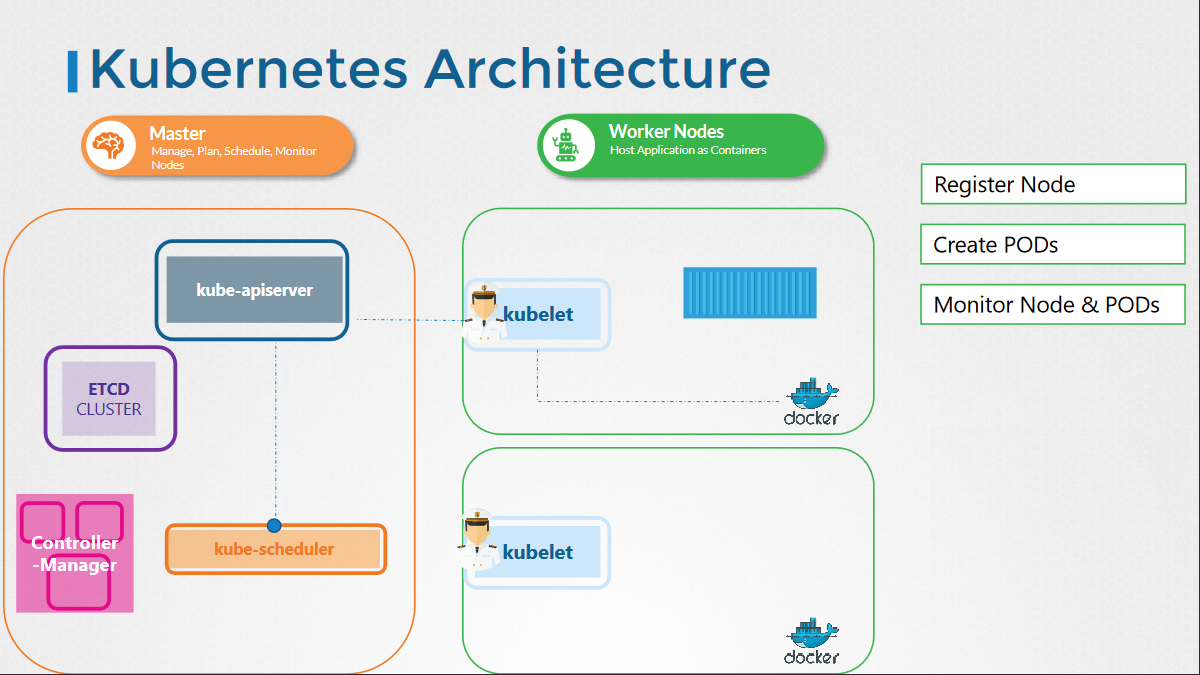 Kubernetes Architecture
Master
Manage, Plan, Schedule, Monitor
Nodes
Worker Nodes
Host Application as Containers
Register Node
Create PODs
Monitor Node & PODs
kube-apiserver
ETCD
CLUSTER
Controller
-Manager
kube-scheduler
kubelet
docker
kubelet
docker